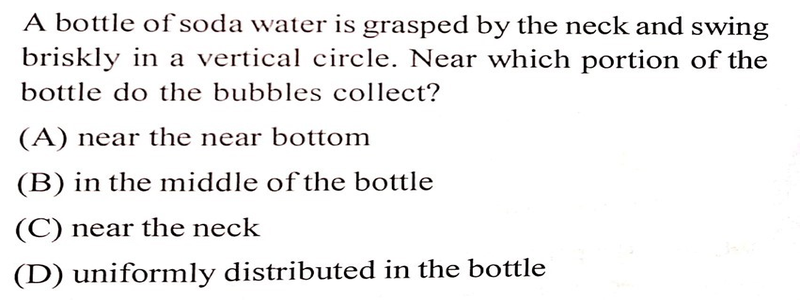 A bottle of soda water is grasped by the neck and swing
briskly in a vertical circle. Near which portion of the
bottle do the bubbles collect?
(A) near the near bottom
(B) in the middle of the bottle
(C) near the neck
(D) uniformly distributed in the bottle